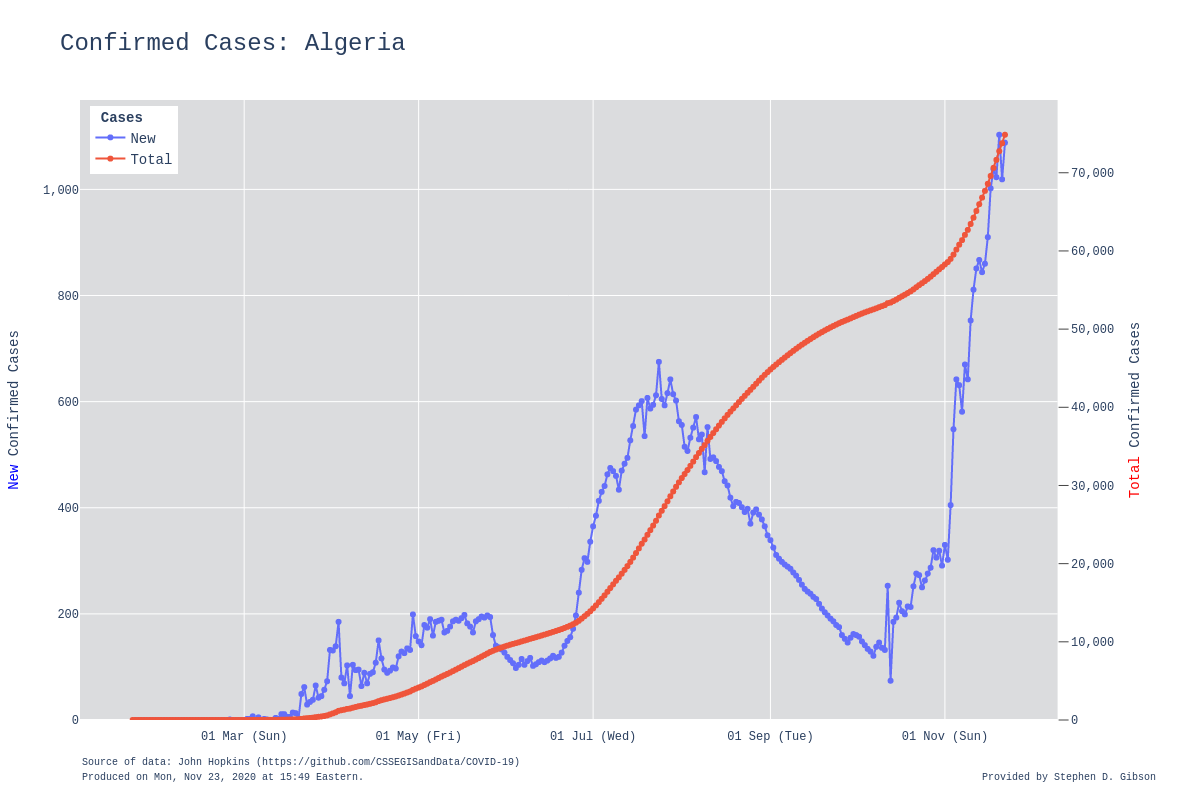 Confirmed Cases: Algeria
Cases
New
Total
1,000
800
600
400
200
0
70,000
60,000
50,000
40,000
30,000
20,000
10,000
0
New Confirmed Cases
Total Confirmed Cases
01 Mar (Sun)
01 May (Fri)
01 Jul (Wed)
01 Sep (Tue)
01 Nov (Sun)
Source of data: John Hopkins (https://github.com/CSSEGISandData/COVID-19)
Produced on Mon, Nov 23, 2020 at 15:49 Eastern.
Provided by Stephen D. Gibson